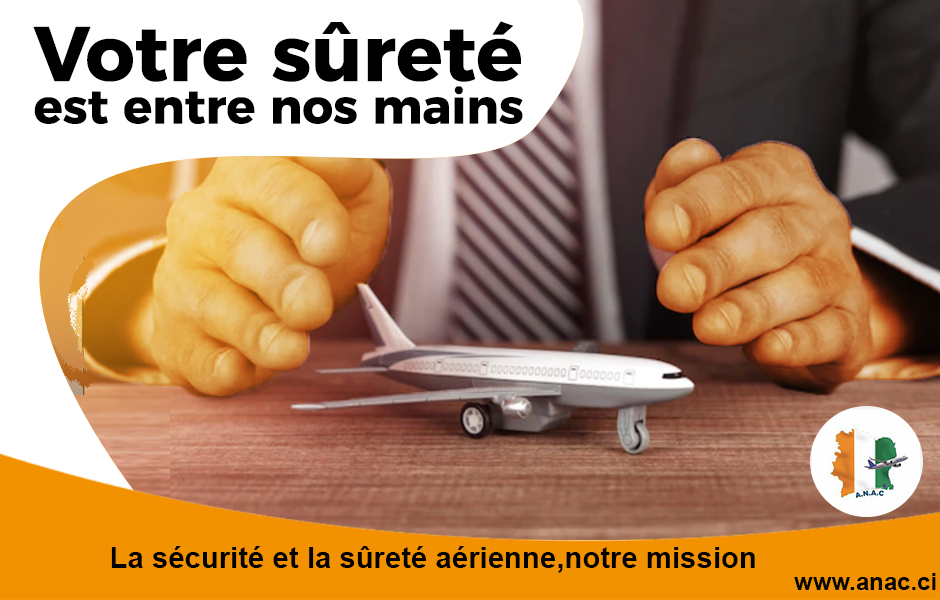 Votre sûreté
est entre nos mains
A.N.A.C
La sécurité et la sûreté aérienne,notre mission
www.anac.ci